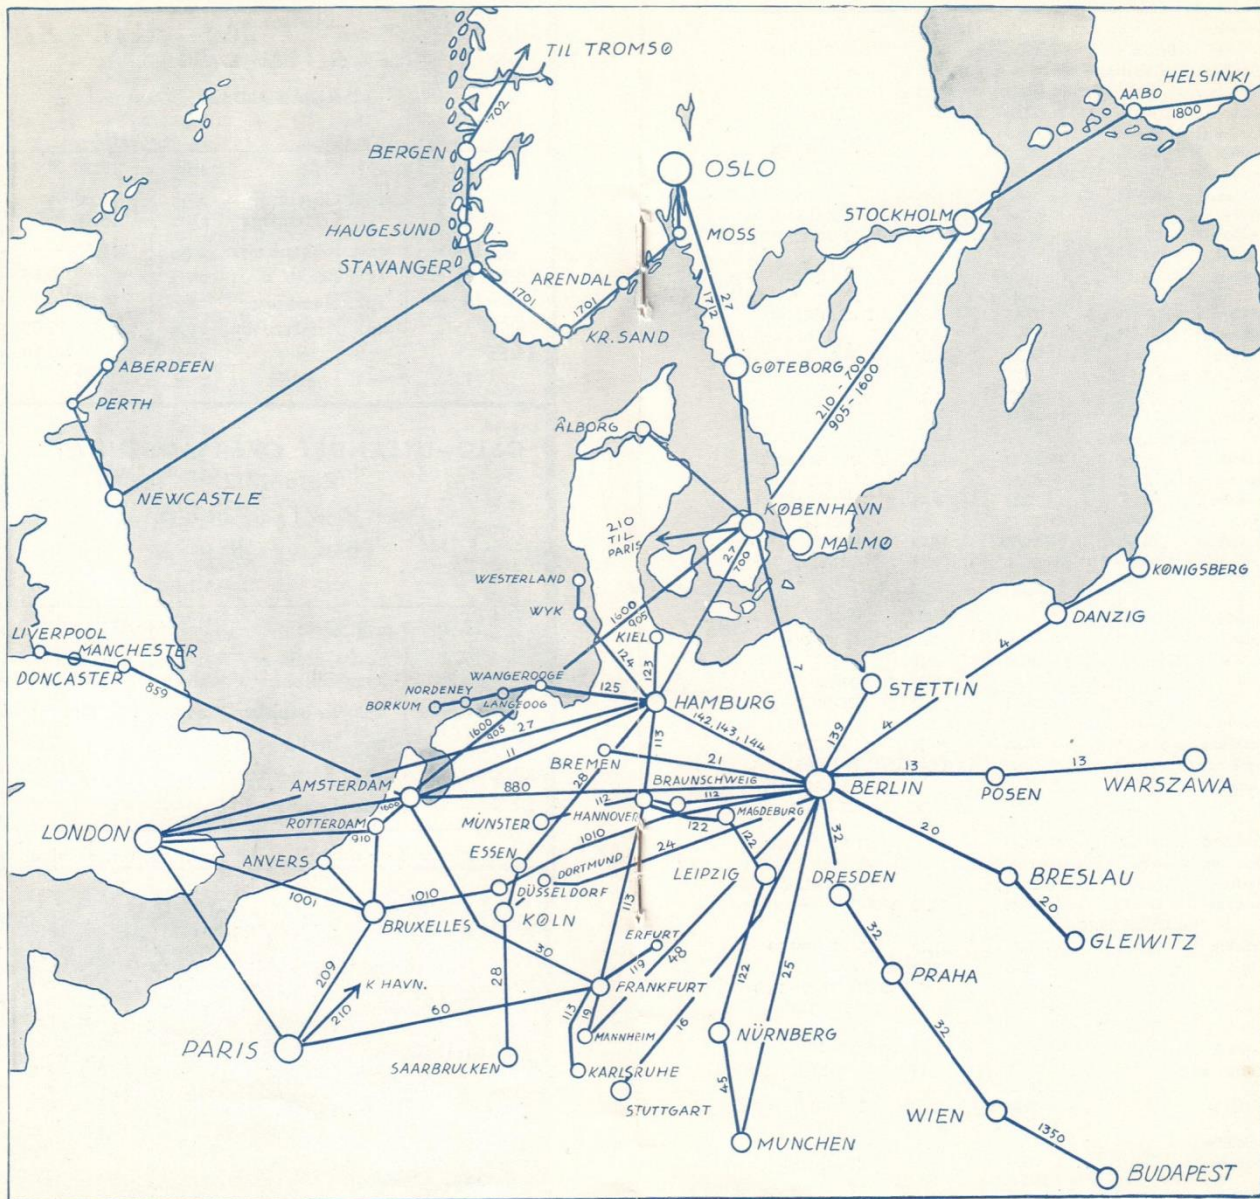 TIL TROMSØ
1702
HELSINKI
AABO
1800
BERGEN
OSLO
STOCKHOLM
HAUGESUND
MOSS
STAVANGER
ARENDAL
1701
1701
KR.SAND
27
1712
ABERDEEN
GØTEBORG
PERTH
210-700
905-1600
ÅLBORG
NEWCASTLE
KØBENHAVN
210
TIL
PARIS
MALMØ
27
700
WESTERLAND
KÖNIGSBERG
WYK
1600
905
DANZIG
KIEL
LIVERPOOL
MANCHESTER
DONCASTER
859
124
123
7
4
WANGEROOGE
NORDENEY
LANGEOOG
BORKUM
125
HAMBURG
STETTIN
142,143,144
139
4
1600
905
27
11
113
BREMEN
21
28
BRAUNSCHWEIG
13
13
WARSZAWA
POSEN
BERLIN
AMSTERDAM
880
1600
112
112
LONDON
ROTTERDAM
910
MÜNSTER
HANNOVER
122
MAGDEBURG
1010
122
32
20
ANVERS
ESSEN
DORTMUND
24
LEIPZIG
DRESDEN
BRESLAU
1001
1010
DÜSSELDORF
20
BRUXELLES
KÖLN
113
32
GLEIWITZ
ERFURT
30
119
48
25
209
K HAVN.
28
FRANKFURT
122
PRAHA
210
60
113
19
16
32
PARIS
MANNHEIM
NÜRNBERG
SAARBRUCKEN
KARLSRUHE
45
STUTTGART
WIEN
1350
MUNCHEN
BUDAPEST